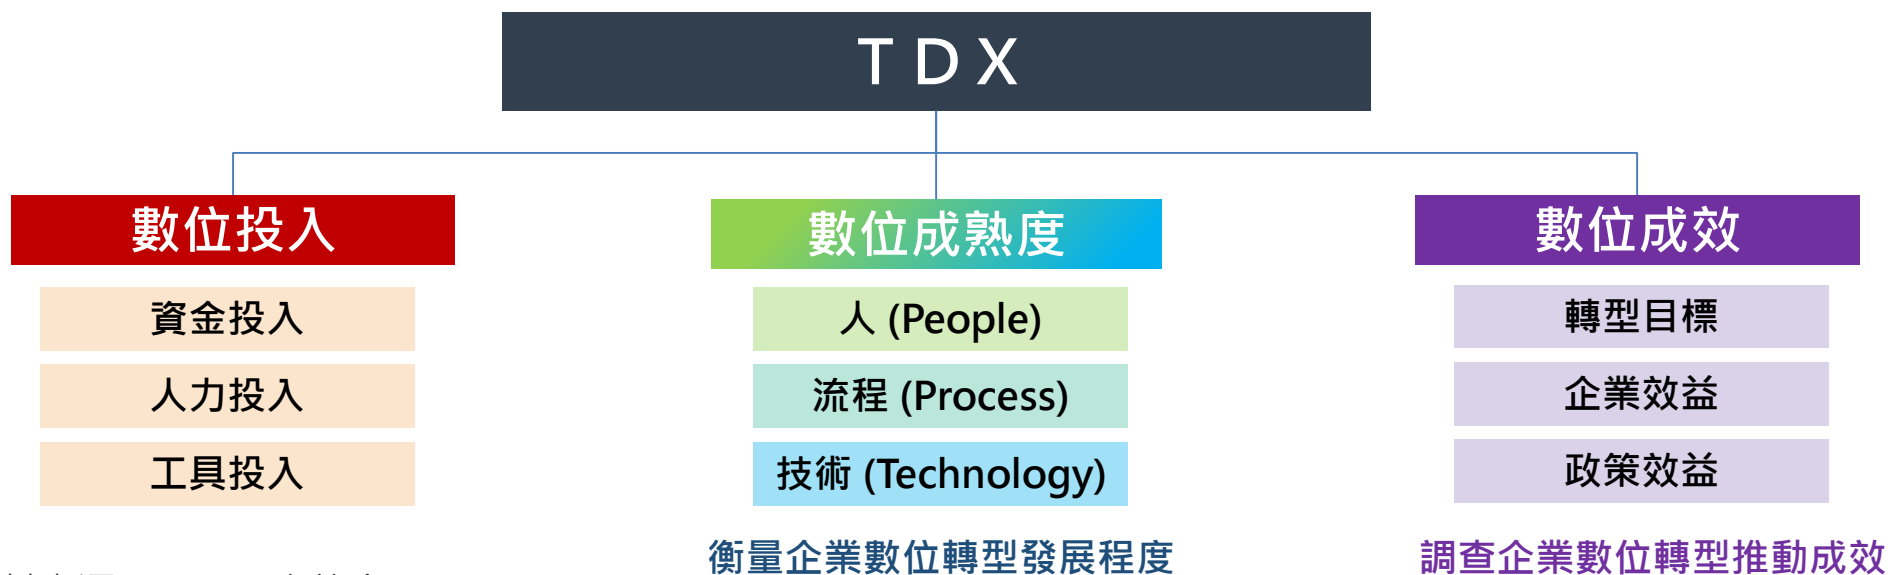 TDX
數位投入
數位成熟度
數位成效
資金投入
人力投入
工具投入
人 (People)
流程 (Process)
技術 (Technology)
轉型目標
企業效益
政策效益
衡量企業數位轉型發展程度
調查企業數位轉型推動成效